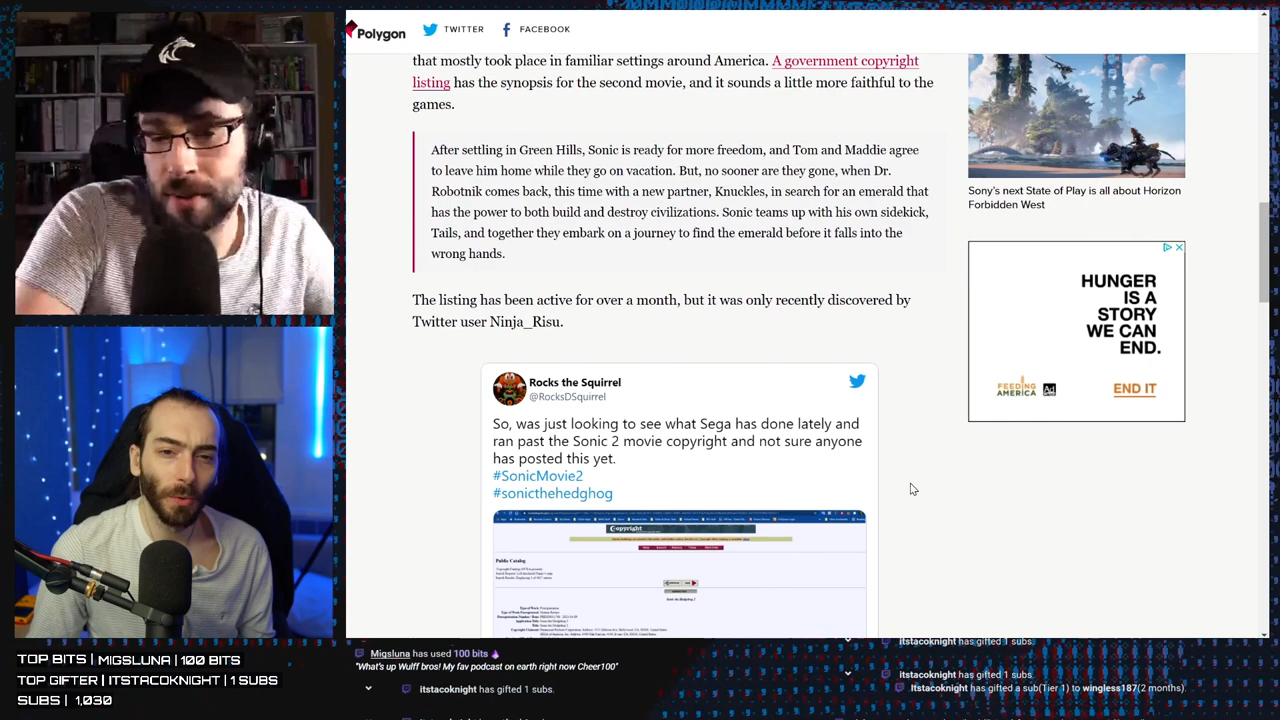 Polygon
TWITTER
FACEBOOK
that mostly took place in familiar settings around America. A government copyright
listing has the synopsis for the second movie, and it sounds a little more faithful to the
games.
After settling in Green Hills, Sonic is ready for more freedom, and Tom and Maddie agree
to leave him home while they go on vacation. But, no sooner are they gone, when Dr.
Robotnik comes back, this time with a new partner, Knuckles, in search for an emerald that
has the power to both build and destroy civilizations. Sonic teams up with his own sidekick,
Tails, and together they embark on a journey to find the emerald before it falls into the
wrong hands.
The listing has been active for over a month, but it was only recently discovered by
Twitter user Ninja_Risu.
Rocks the Squirrel
@RocksDSquirrel
So, was just looking to see what Sega has done lately and
ran past the Sonic 2 movie copyright and not sure anyone
has posted this yet.
#SonicMovie2
#sonicthehedghog
Copyright
Public Catalog
Sony's next State of Play is all about Horizon
Forbidden West
HUNGER
IS A
STORY
WE CAN
END.
FEEDING
AMERICA
Ad
END IT
TOP BITS | MIGSLUNA | 100 BITS
TOP GIFTER | ITSTACOKNIGHT | 1 SUBS
SUBS | 1,030
Migsluna has used 100 bits
"What's up Wulff bros! My fav podcast on earth right now Cheer100"
itstacoknight has gifted 1 subs.
itstacoknight has gifted 1 subs.
itstacoknight has gifted 1 subs.
Itstacoknight has gifted a sub(Tier 1) to wingless187(2 months).